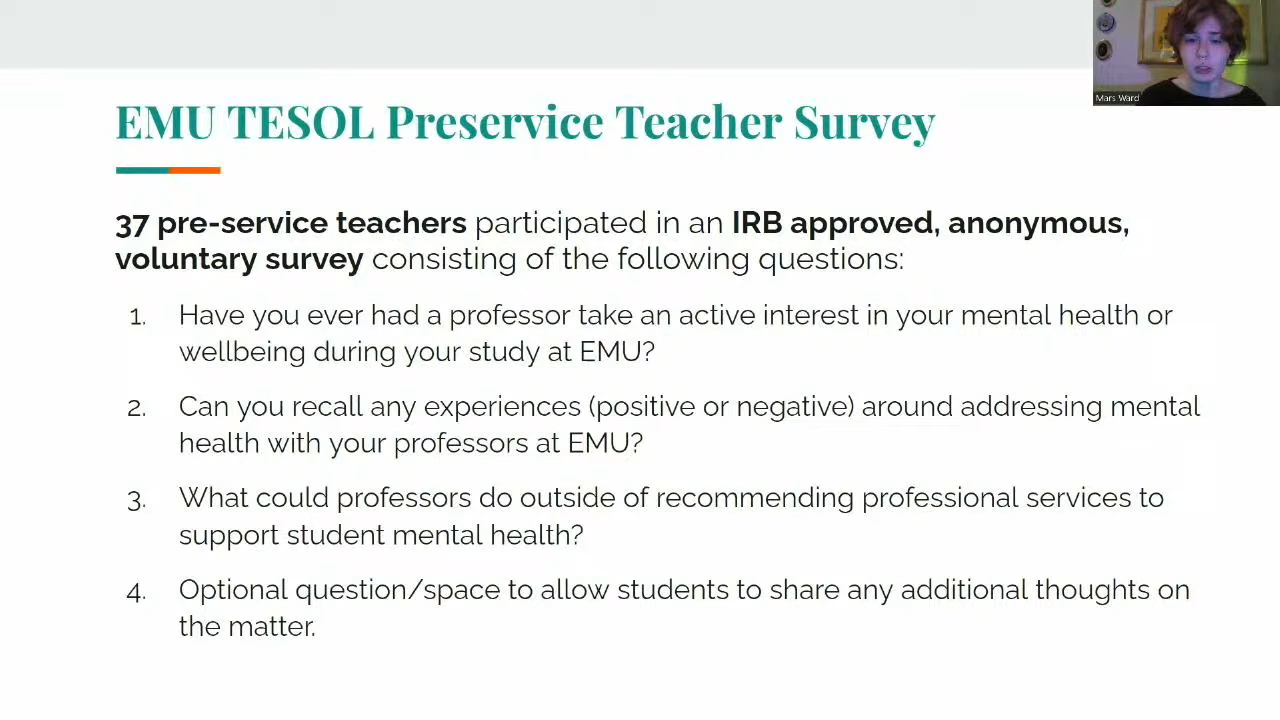 Mars Ward
EMU TESOL Preservice Teacher Survey
37 pre-service teachers participated in an IRB approved, anonymous,
voluntary survey consisting of the following questions:
1. Have you ever had a professor take an active interest in your mental health or
wellbeing during your study at EMU?
2. Can you recall any experiences (positive or negative) around addressing mental
health with your professors at EMU?
3. What could professors do outside of recommending professional services to
support student mental health?
4. Optional question/space to allow students to share any additional thoughts on
the matter.